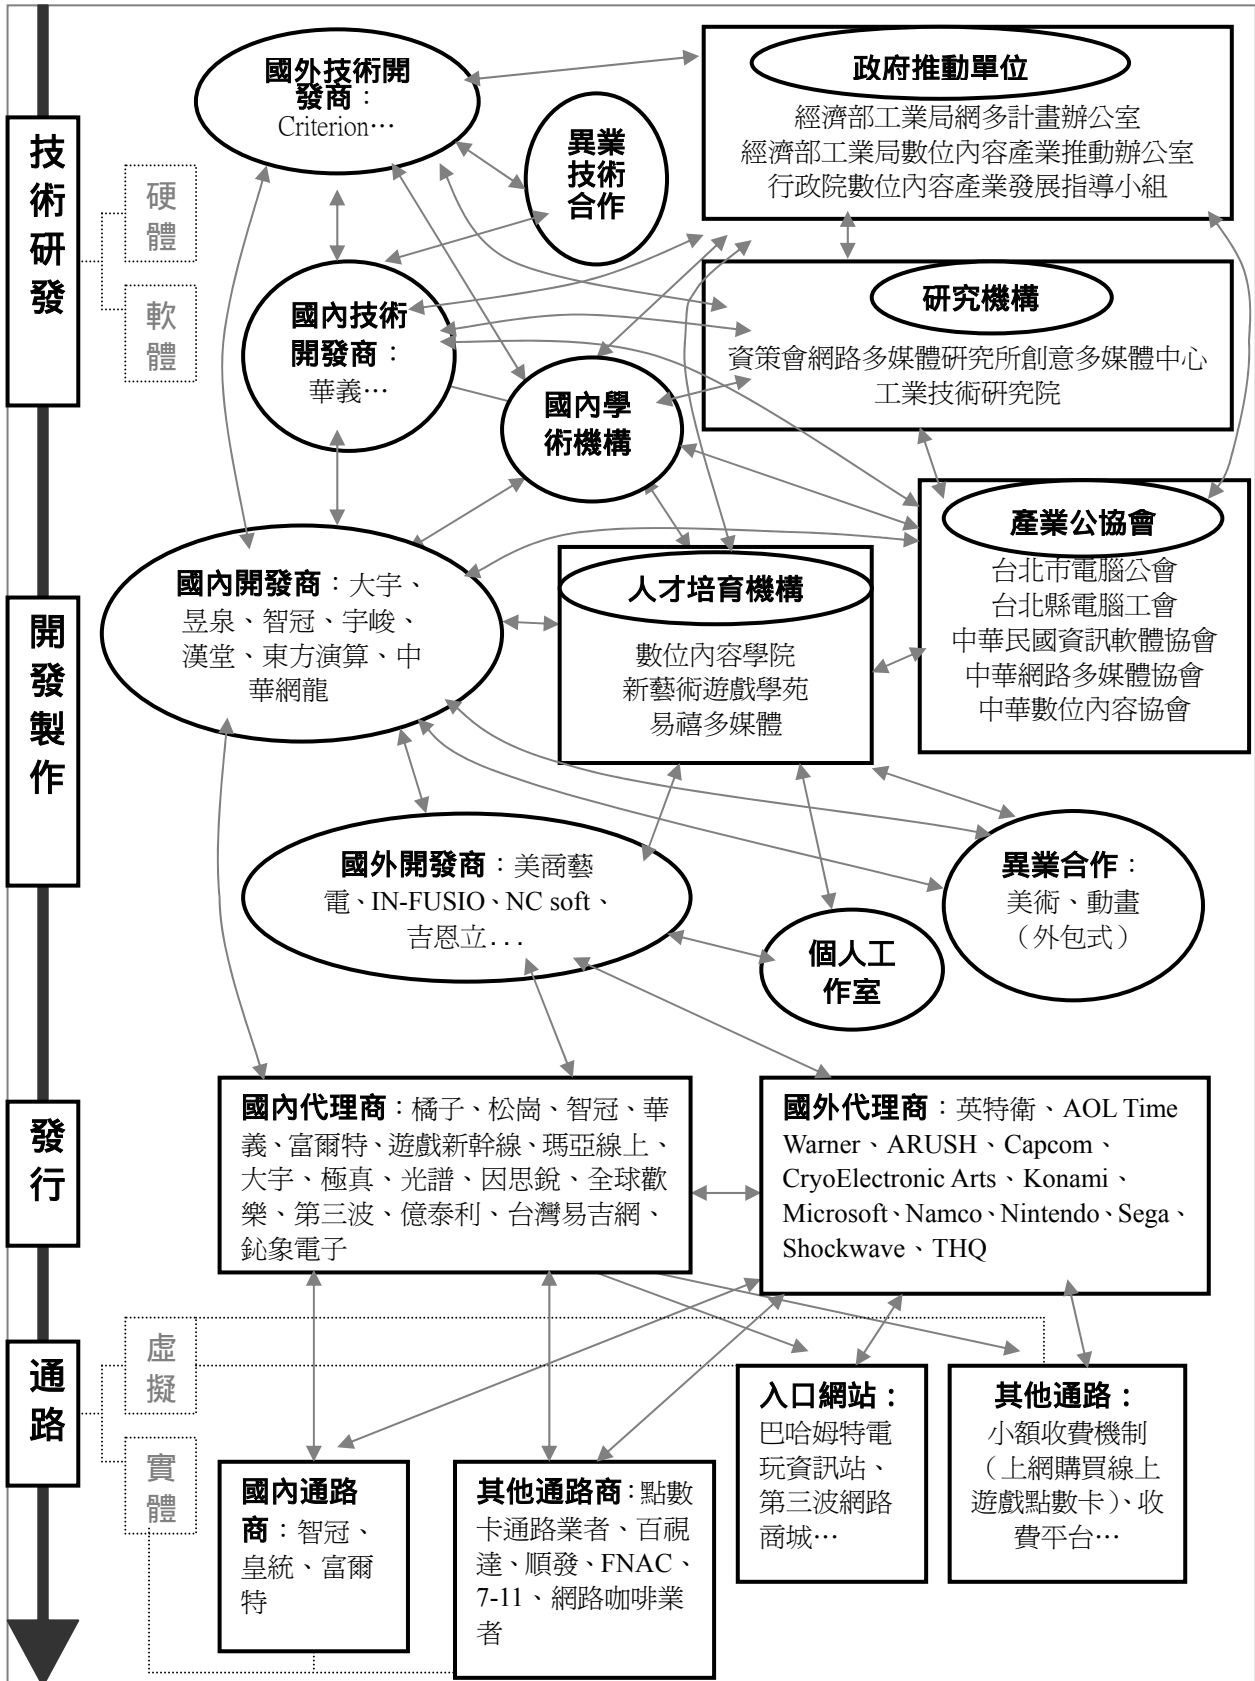 技
術
研
發
硬
體
軟
體
國外技術開
發商：
Criterion⋯
異業
技術
合作
政府推動單位
經濟部工業局網多計畫辦公室
經濟部工業局數位內容產業推動辦公室
行政院數位內容產業發展指導小組
國內技術
開發商：
華義⋯
國內學
術機構
研究機構
資策會網路多媒體研究所創意多媒體中心
工業技術研究院
產業公協會
台北市電腦公會
台北縣電腦工會
中華民國資訊軟體協會
中華網路多媒體協會
中華數位內容協會
開
發
製
作
國內開發商：大宇、
昱泉、智冠、宇峻、
漢堂、東方演算、中
華網龍
人才培育機構
數位內容學院
新藝術遊戲學苑
易禧多媒體
國外開發商：美商藝
電、IN-FUSIO、NC soft、
吉恩立...
個人工
作室
異業合作：
美術、動畫
（外包式）
發
行
國內代理商：橘子、松崗、智冠、華
義、富爾特、遊戲新幹線、瑪亞線上、
大宇、極真、光譜、因思銳、全球歡
樂、第三波、億泰利、台灣易吉網、
鈊象電子
國外代理商：英特衛、AOL Time
Warner、ARUSH、Capcom、
CryoElectronic Arts、Konami、
Microsoft、Namco、Nintendo、Sega、
Shockwave、THQ
通
路
虛
擬
實
體
國內通路
商：智冠、
皇統、富爾
特
其他通路商：點數
卡通路業者、百視
達、順發、FNAC、
7-11、網路咖啡業
者
入口網站：
巴哈姆特電
玩資訊站、
第三波網路
商城⋯
其他通路：
小額收費機制
（上網購買線上
遊戲點數卡）、收
費平台⋯